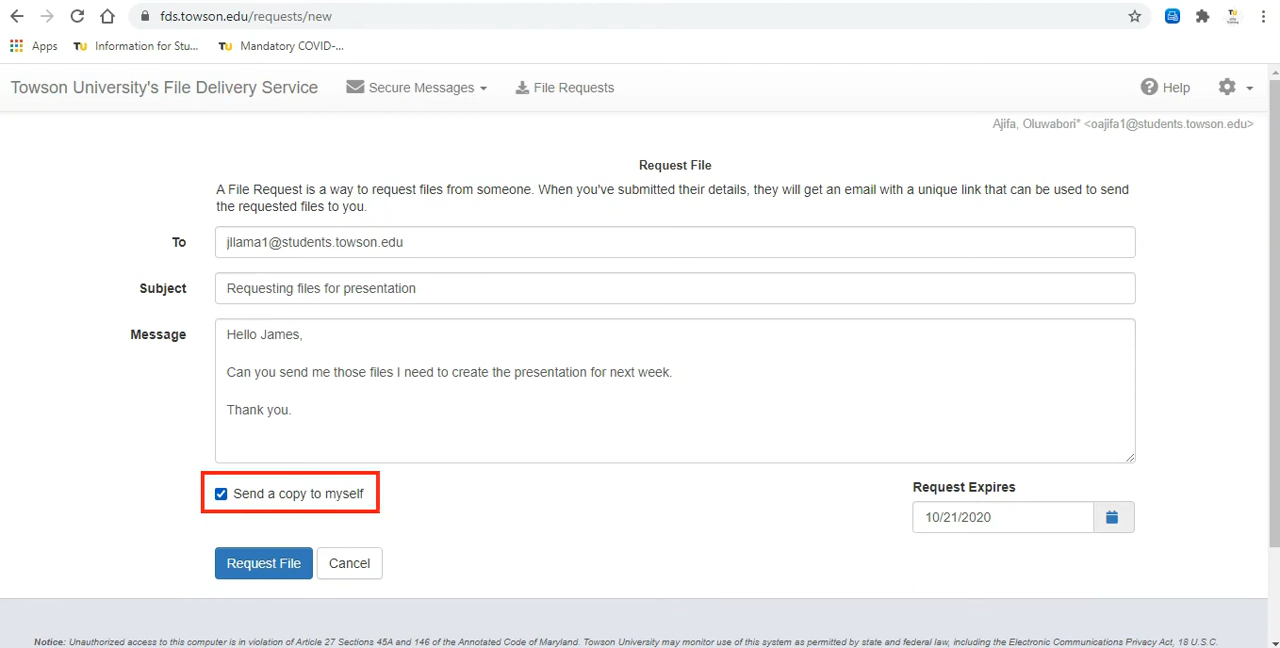 fds.towson.edu/requests/new
Apps TU Information for Stu... TU Mandatory COVID-...
Towson University's File Delivery Service Secure Messages File Requests Help
Ajifa, Oluwabori* <oajifa1@students.towson.edu>
Request File
A File Request is a way to request files from someone. When you've submitted their details, they will get an email with a unique link that can be used to send
the requested files to you.
To jllama1@students.towson.edu
Subject Requesting files for presentation
Message Hello James,
Can you send me those files I need to create the presentation for next week.
Thank you.
Send a copy to myself
Request Expires
10/21/2020
Request File Cancel
Notice: Unauthorized access to this computer is in violation of Article 27 Sections 45A and 146 of the Annotated Code of Maryland. Towson University may monitor use of this system as permitted by state and federal law, including the Electronic Communications Privacy Act, 18 U.S.C.